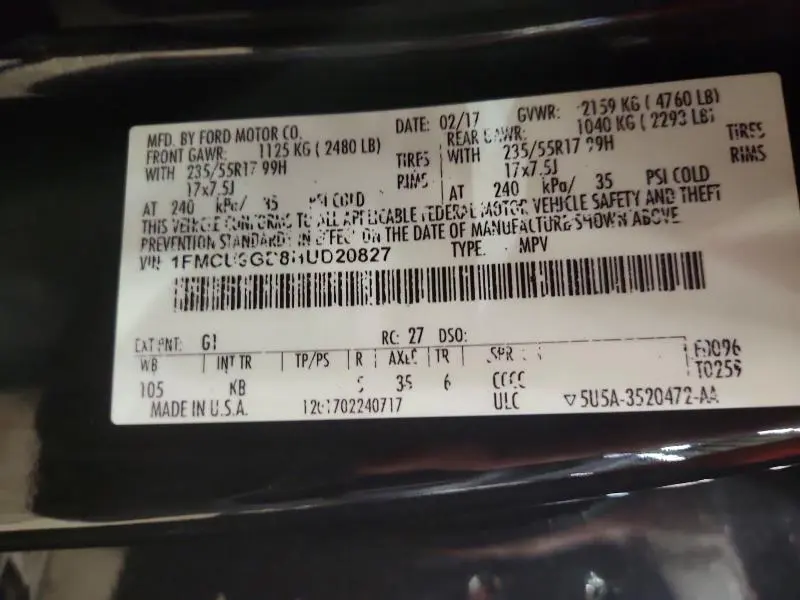 MFD. BY FORD MOTOR CO. DATE: 02/17 GVWR: 2159 KG ( 4760 LB)
FRONT GAWR: 1125 KG ( 2480 LB) REAR GAWR: 1040 KG ( 2293 LB)
WITH 235/55R17 99H TIRES WITH 235/55R17 99H TIRES
17x7.5J RIMS 17x7.5J RIMS
AT 240 kPa/ 35 PSI COLD AT 240 kPa/ 35 PSI COLD
THIS VEHICLE CONFORMS TO ALL APPLICABLE FEDERAL MOTOR VEHICLE SAFETY AND THEFT
PREVENTION STANDARDS IN EFFECT ON THE DATE OF MANUFACTURE SHOWN ABOVE.
VIN: TYPE: MPV
EXT PNT: G1 RC: 27 DSO:
WB INT TR TP/PS R AXLE TR SPR
105 KB 35 6
MADE IN U.S.A. ULC ▽5U5A-3520472-AA
F0096
T0259